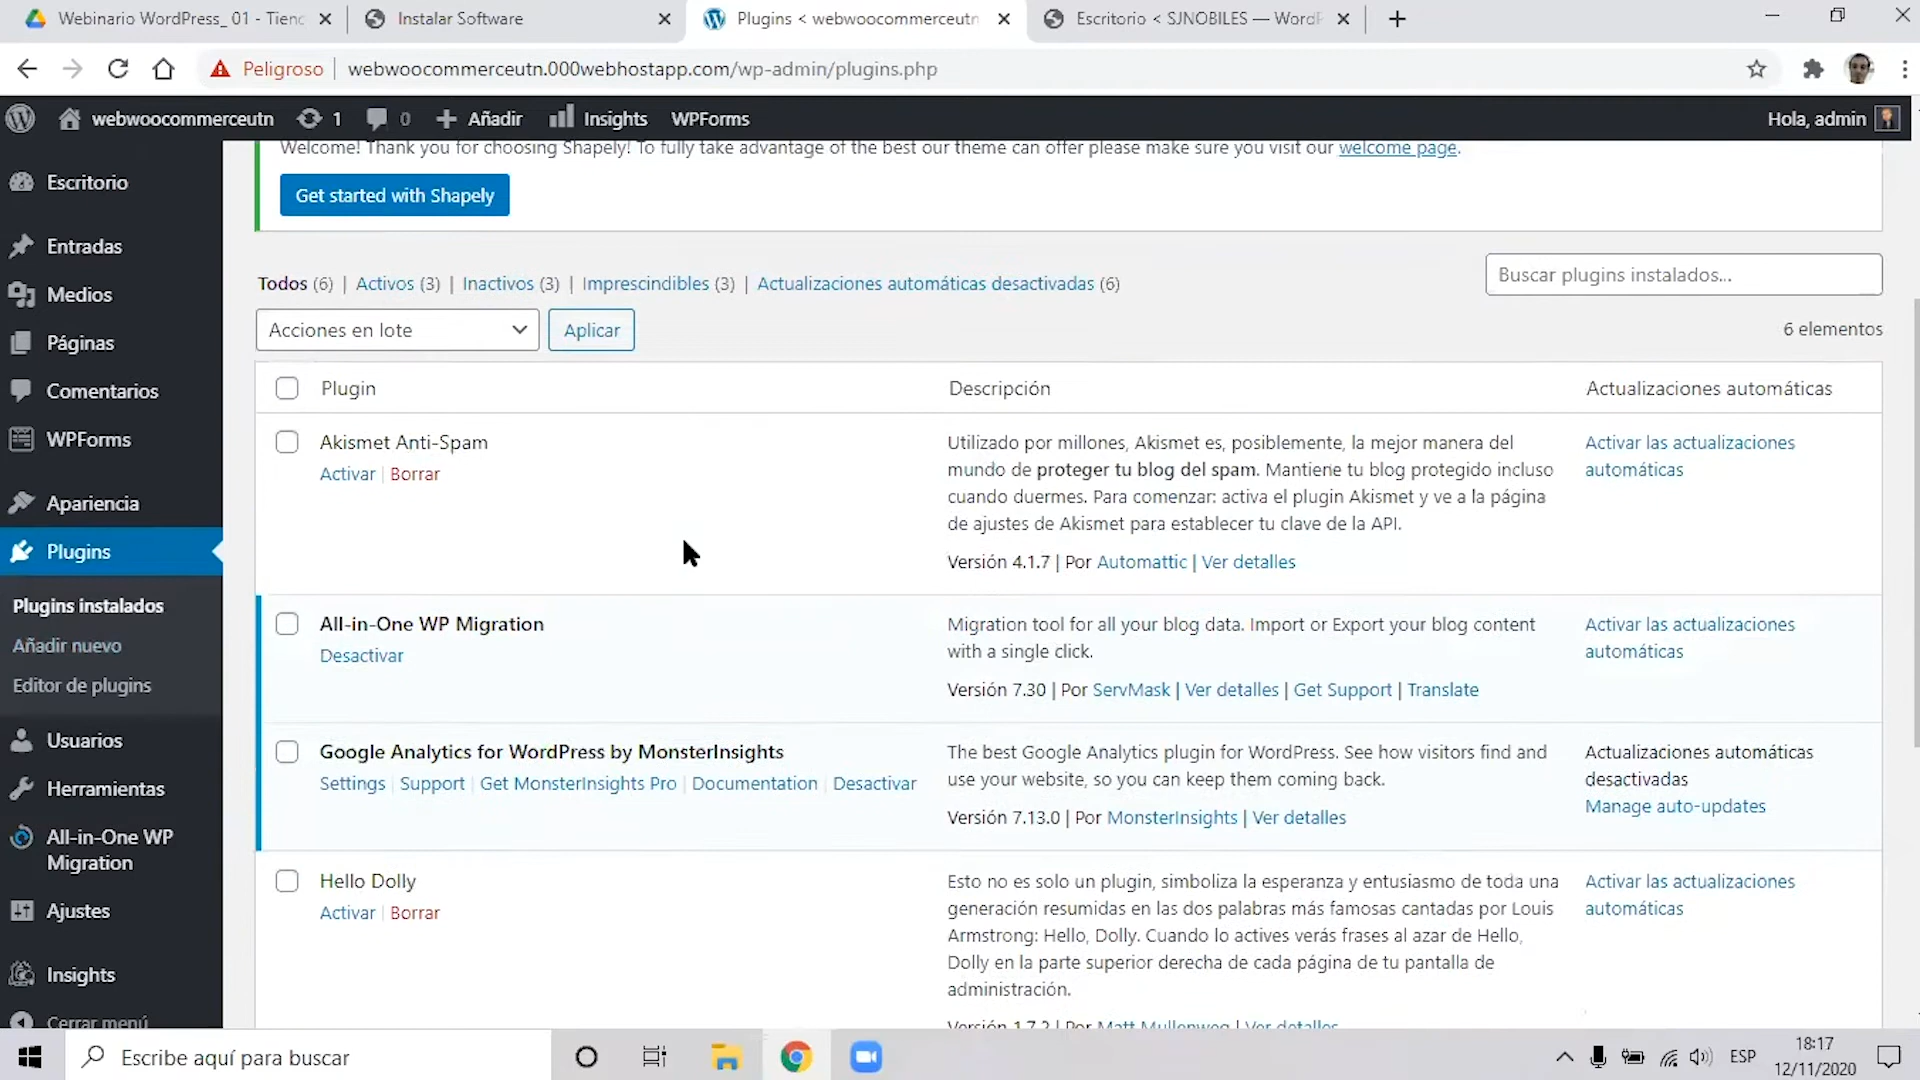 Webinario WordPress_ 01 - Tienc
Instalar Software
Plugins < webwoocommerceutn
Escritorio < SJNOBILES — WordP
Peligroso
webwoocommerceutn.000webhostapp.com/wp-admin/plugins.php
webwoocommerceutn 1 0 Añadir Insights WPForms
Hola, admin
Escritorio
Entradas
Medios
Páginas
Comentarios
WPForms
Apariencia
Plugins
Plugins instalados
Añadir nuevo
Editor de plugins
Usuarios
Herramientas
All-in-One WP
Migration
Ajustes
Insights
Cerrar menú
Welcome! Thank you for choosing Shapely! To fully take advantage of the best our theme can offer please make sure you visit our welcome page.
Get started with Shapely
Todos (6) | Activos (3) | Inactivos (3) | Imprescindibles (3) | Actualizaciones automáticas desactivadas (6)
Buscar plugins instalados...
Acciones en lote
Aplicar
6 elementos
Plugin
Descripción
Actualizaciones automáticas
Akismet Anti-Spam
Activar | Borrar
Utilizado por millones, Akismet es, posiblemente, la mejor manera del
mundo de proteger tu blog del spam. Mantiene tu blog protegido incluso
cuando duermes. Para comenzar: activa el plugin Akismet y ve a la página
de ajustes de Akismet para establecer tu clave de la API.
Versión 4.1.7 | Por Automattic | Ver detalles
Activar las actualizaciones
automáticas
All-in-One WP Migration
Desactivar
Migration tool for all your blog data. Import or Export your blog content
with a single click.
Versión 7.30 | Por ServMask | Ver detalles | Get Support | Translate
Activar las actualizaciones
automáticas
Google Analytics for WordPress by MonsterInsights
Settings | Support | Get MonsterInsights Pro | Documentation | Desactivar
The best Google Analytics plugin for WordPress. See how visitors find and
use your website, so you can keep them coming back.
Versión 7.13.0 | Por MonsterInsights | Ver detalles
Actualizaciones automáticas
desactivadas
Manage auto-updates
Hello Dolly
Activar | Borrar
Esto no es solo un plugin, simboliza la esperanza y entusiasmo de toda una
generación resumidas en las dos palabras más famosas cantadas por Louis
Armstrong: Hello, Dolly. Cuando lo actives verás frases al azar de Hello,
Dolly en la parte superior derecha de cada página de tu pantalla de
administración.
Versión 1.7.2 | Por Matt Mullenweg | Ver detalles
Activar las actualizaciones
automáticas
Escribe aquí para buscar
ESP
18:17
12/11/2020